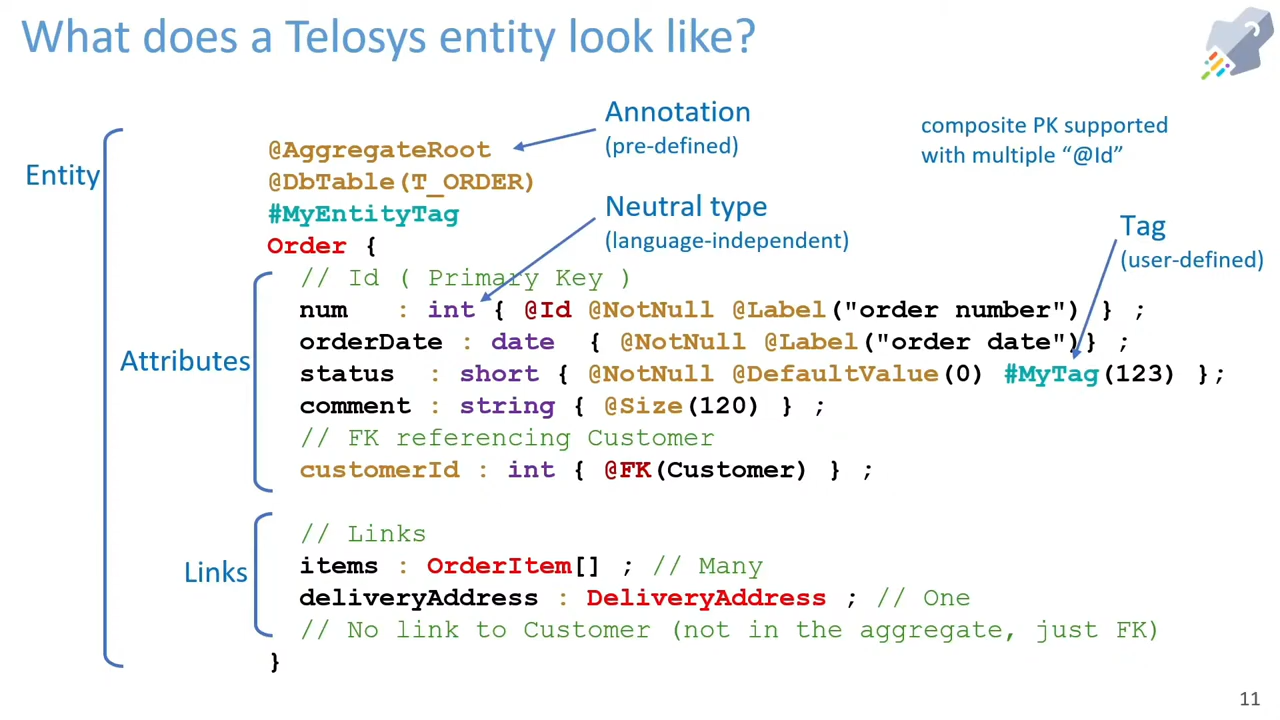 What does a Telosys entity look like?
Annotation
(pre-defined)
composite PK supported
with multiple “@Id”
Entity
@AggregateRoot
@DbTable(T_ORDER)
#MyEntityTag
Order {
Neutral type
(language-independent)
Tag
(user-defined)
Attributes
// Id ( Primary Key )
num : int { @Id @NotNull @Label("order number") } ;
orderDate : date { @NotNull @Label("order date")} ;
status : short { @NotNull @DefaultValue(0) #MyTag(123) };
comment : string { @Size(120) } ;
// FK referencing Customer
customerId : int { @FK(Customer) } ;
Links
// Links
items : OrderItem[] ; // Many
deliveryAddress : DeliveryAddress ; // One
// No link to Customer (not in the aggregate, just FK)
}
11